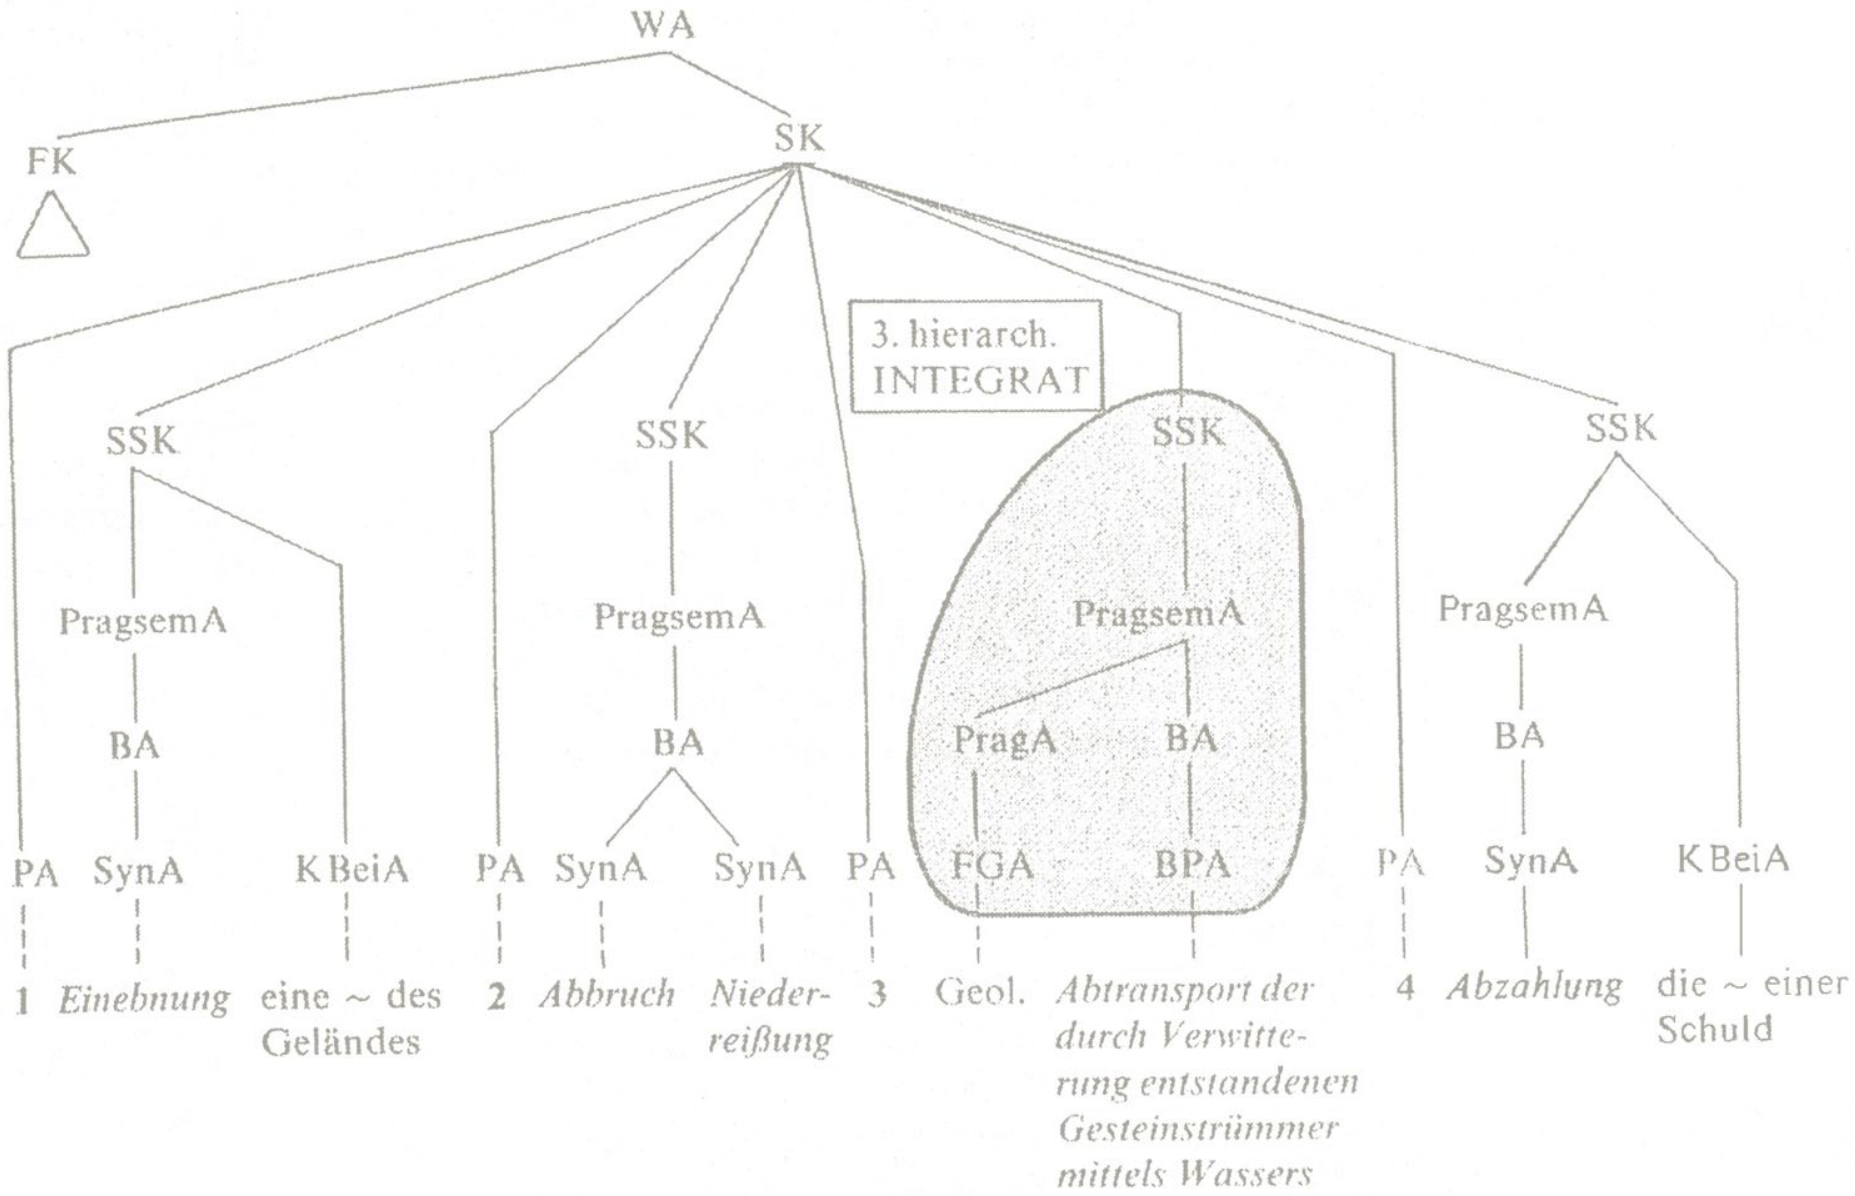 WA
FK
SK
3. hierarch.
INTEGRAT
SSK SSK SSK SSK
PragsemA PragsemA PragsemA PragsemA
BA BA PragA BA BA
PA SynA KBeiA PA SynA SynA PA FGA BPA PA SynA KBeiA
1 Einebnung eine ~ des 2 Abbruch Nieder- 3 Geol. Abtransport der 4 Abzahlung die ~ einer
Geländes reißung durch Verwitte- Schuld
rung entstandenen
Gesteinstrümmer
mittels Wassers